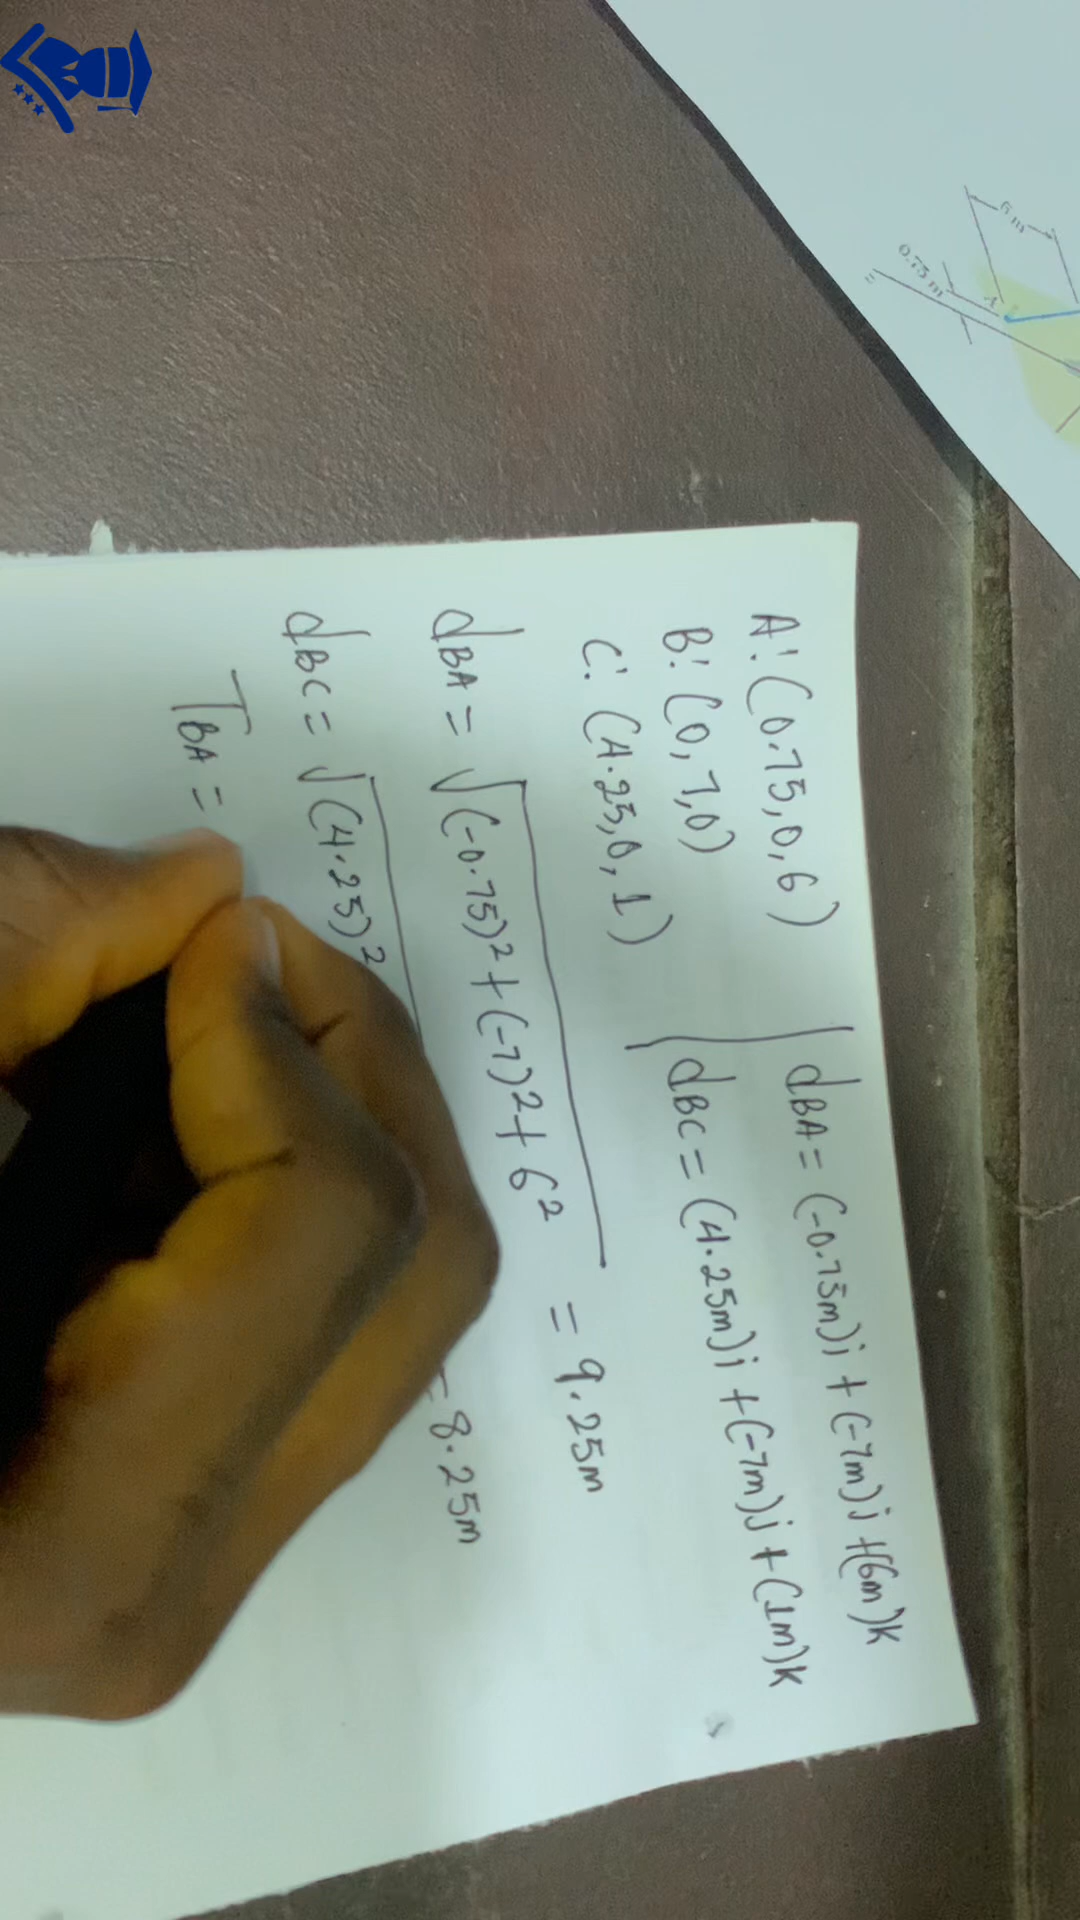 A: (0.75, 0, 6)
B: (0, 7, 0)
C: (4.25, 0, 1)
dBA = (-0.75m)i + (-7m)j + (6m)k
dBC = (4.25m)i + (-7m)j + (1m)k
dBA = √(-0.75)² + (-7)² + 6² = 9.25m
dBC = √(4.25)² = 8.25m
TBA =
6 m
0.75 m
A